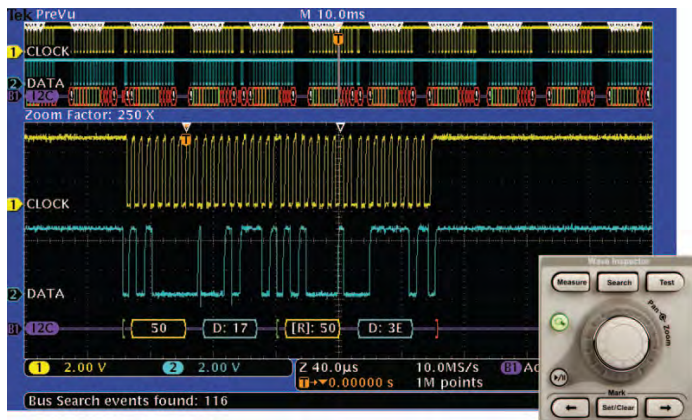 Tek PreVu M 10.0ms
1 CLOCK
2 DATA
B1 I2C
Zoom Factor: 250 X
T
1 CLOCK
2 DATA
B1 I2C 50 D: 17 [R]: 50 D: 3E
1 2.00 V 2 2.00 V Z 40.0µs 10.0MS/s B1
T→▼0.00000 s 1M points
Bus Search events found: 116
Wave Inspector
Measure Search Test
Pan Zoom
Mark
← Set/Clear →